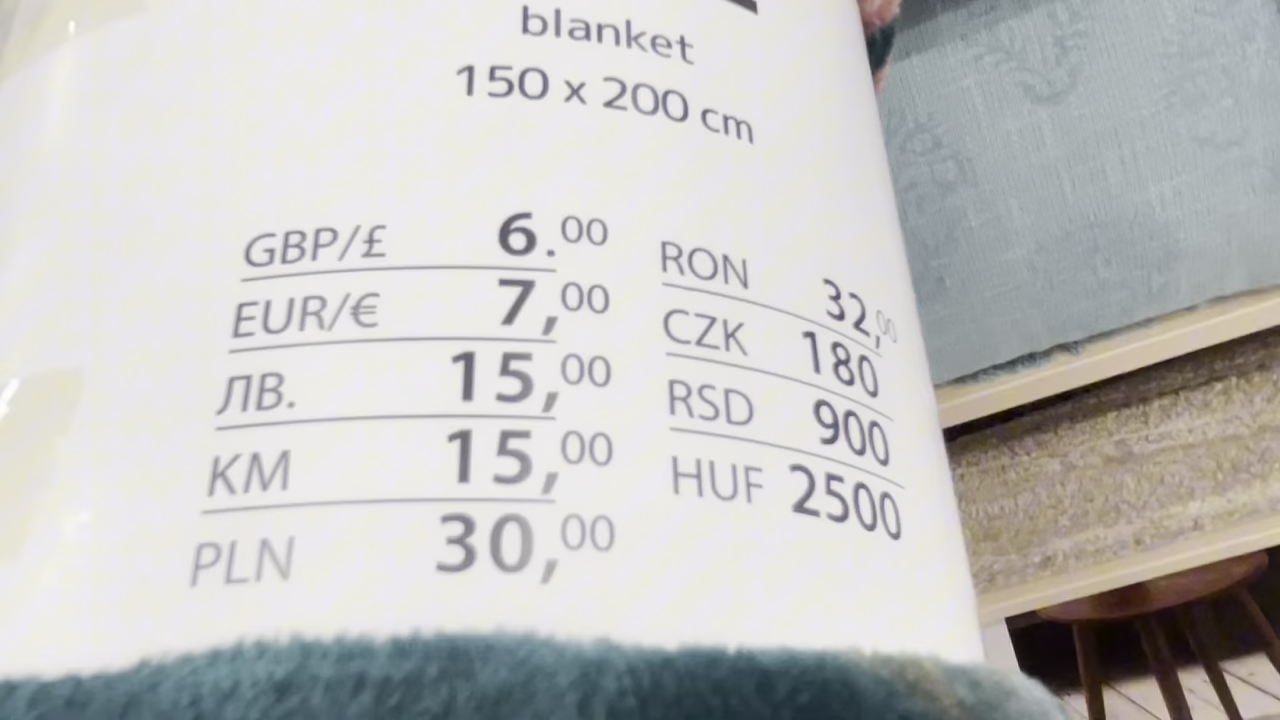 blanket
150 x 200 cm
GBP/£ 6.00
EUR/€ 7,00
ЛВ. 15,00
KM 15,00
PLN 30,00
RON 32,00
CZK 180
RSD 900
HUF 2500